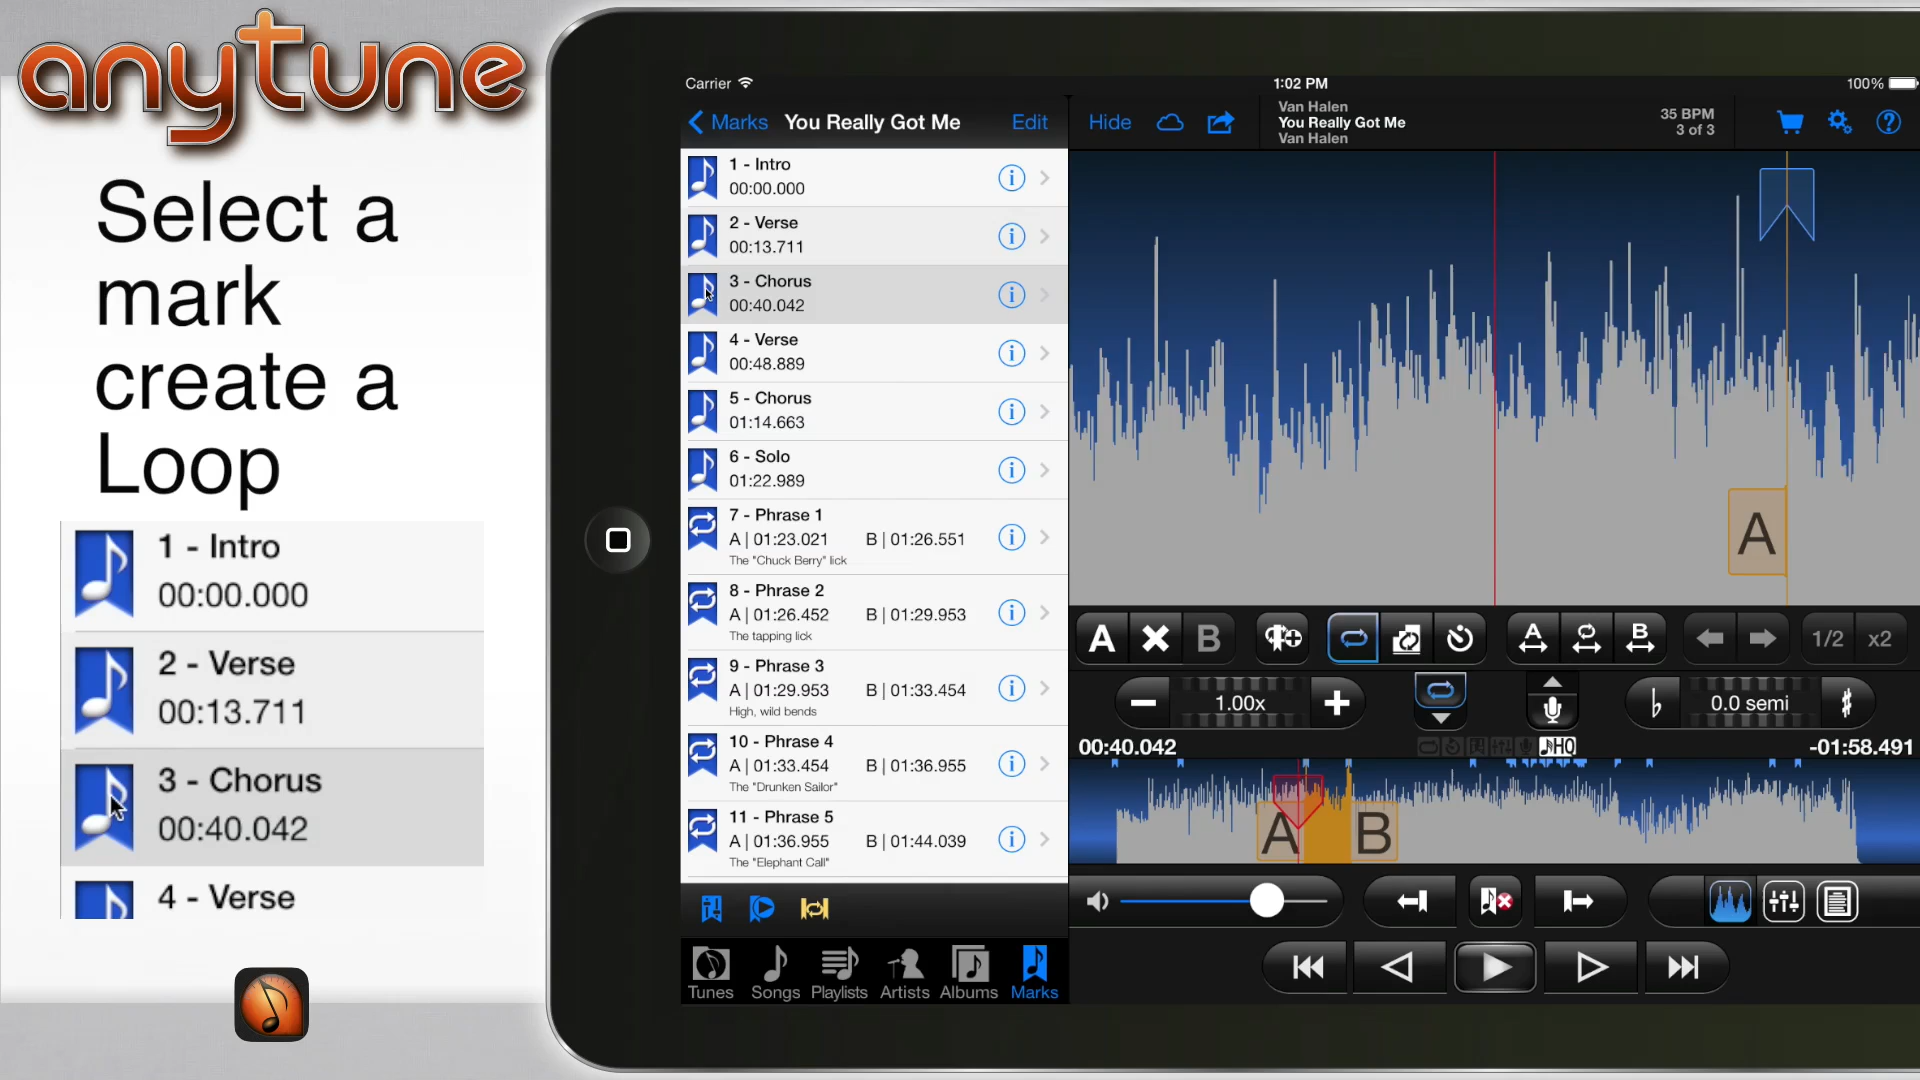 anytune
Select a
mark
create a
Loop
1 - Intro
00:00.000
2 - Verse
00:13.711
3 - Chorus
00:40.042
4 - Verse
Carrier
1:02 PM
100%
Marks
You Really Got Me
Edit
Hide
Van Halen
You Really Got Me
Van Halen
35 BPM
3 of 3
1 - Intro
00:00.000
2 - Verse
00:13.711
3 - Chorus
00:40.042
4 - Verse
00:48.889
5 - Chorus
01:14.663
6 - Solo
01:22.989
7 - Phrase 1
A | 01:23.021 B | 01:26.551
The "Chuck Berry" lick
8 - Phrase 2
A | 01:26.452 B | 01:29.953
The tapping lick
9 - Phrase 3
A | 01:29.953 B | 01:33.454
High, wild bends
10 - Phrase 4
A | 01:33.454 B | 01:36.955
The "Drunken Sailor"
11 - Phrase 5
A | 01:36.955 B | 01:44.039
The "Elephant Call"
Tunes Songs Playlists Artists Albums Marks
A
A B A B 1/2 x2
1.00x
0.0 semi
00:40.042
HQ
-01:58.491
A B